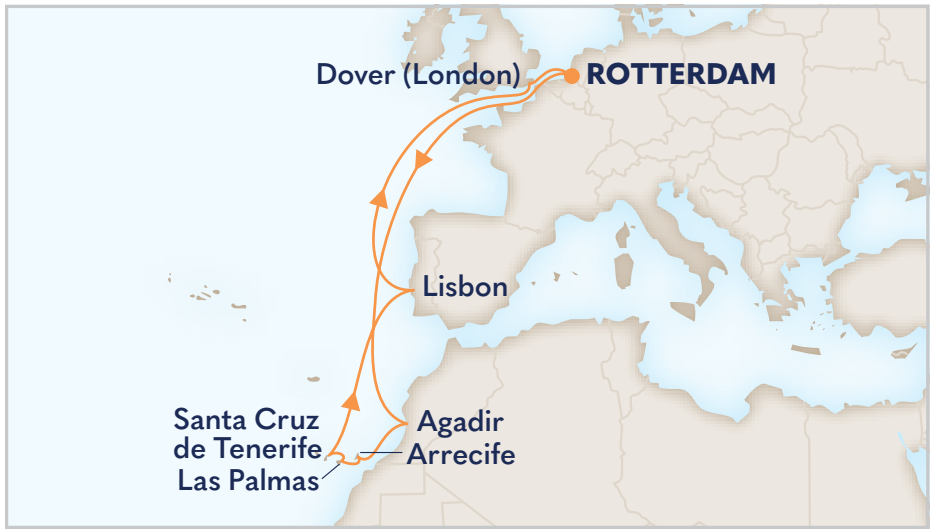 Dover (London)
ROTTERDAM
Lisbon
Santa Cruz
de Tenerife
Las Palmas
Agadir
Arrecife